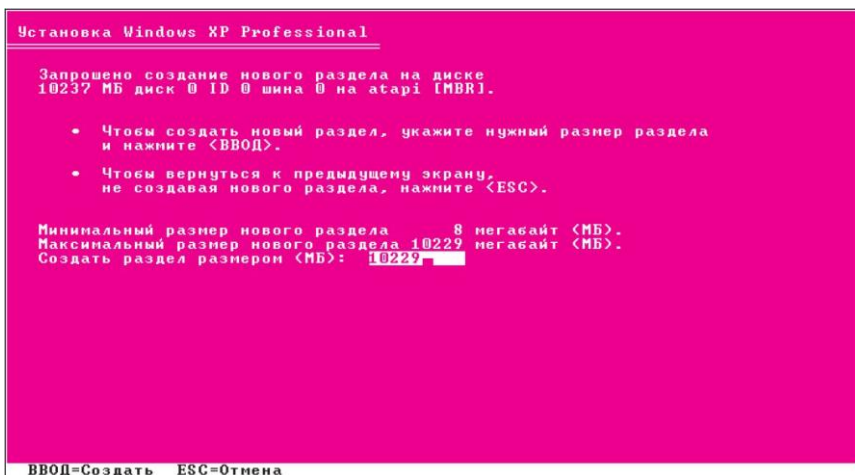 Установка Windows XP Professional
Запрошено создание нового раздела на диске
10237 МБ диск 0 ID 0 шина 0 на atapi [MBR].
• Чтобы создать новый раздел, укажите нужный размер раздела
и нажмите <ВВОД>.
• Чтобы вернуться к предыдущему экрану,
не создавая нового раздела, нажмите <ESC>.
Минимальный размер нового раздела 8 мегабайт (МБ).
Максимальный размер нового раздела 10229 мегабайт (МБ).
Создать раздел размером (МБ): 10229
ВВОД=Создать ESC=Отмена